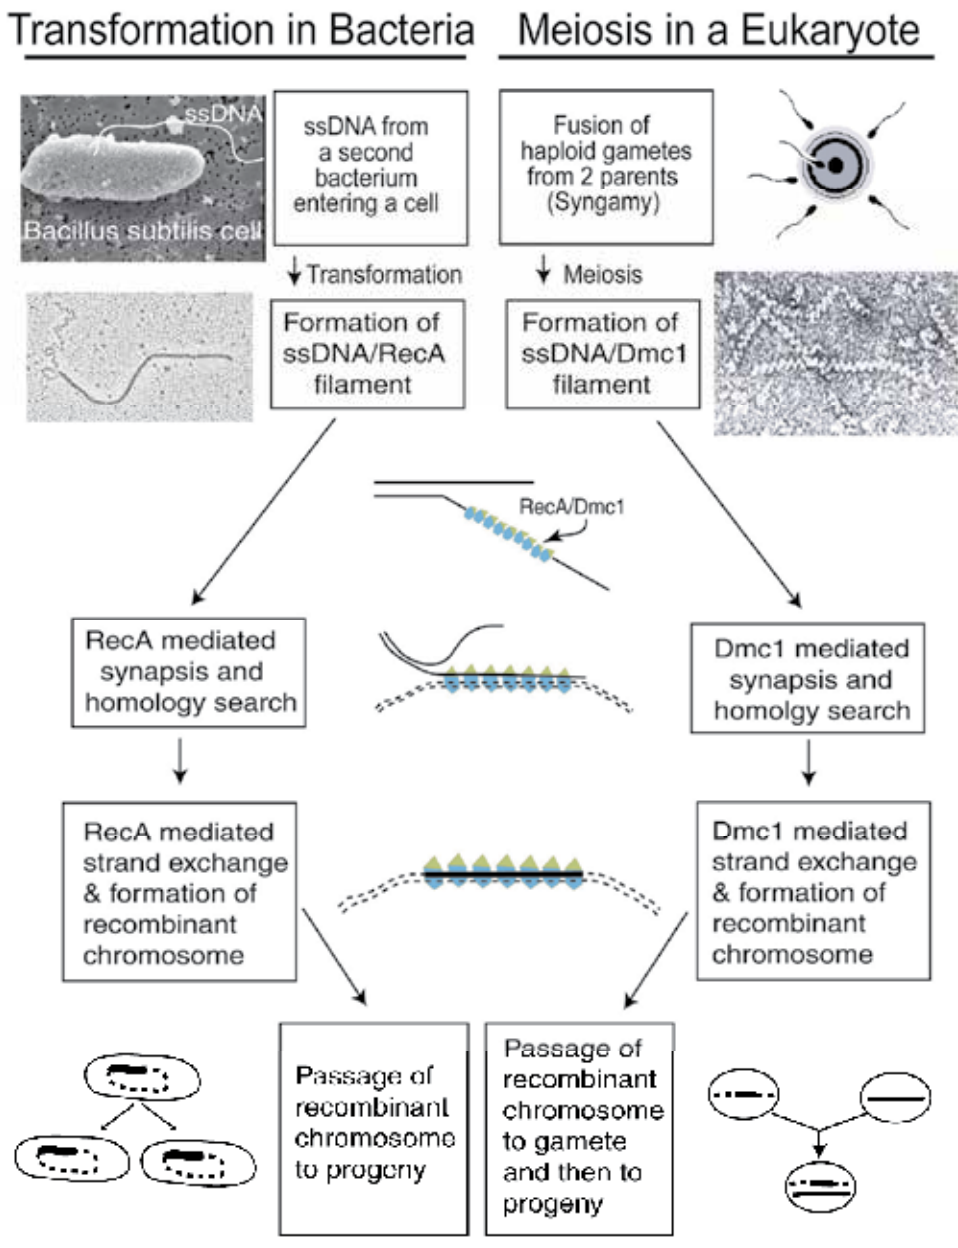 Transformation in Bacteria
Meiosis in a Eukaryote
ssDNA
Bacillus subtilis cell
ssDNA from
a second
bacterium
entering a cell
Fusion of
haploid gametes
from 2 parents
(Syngamy)
Transformation
Meiosis
Formation of
ssDNA/RecA
filament
Formation of
ssDNA/Dmc1
filament
RecA/Dmc1
RecA mediated
synapsis and
homology search
Dmc1 mediated
synapsis and
homolgy search
RecA mediated
strand exchange
& formation of
recombinant
chromosome
Dmc1 mediated
strand exchange
& formation of
recombinant
chromosome
Passage of
recombinant
chromosome
to progeny
Passage of
recombinant
chromosome
to gamete
and then to
progeny